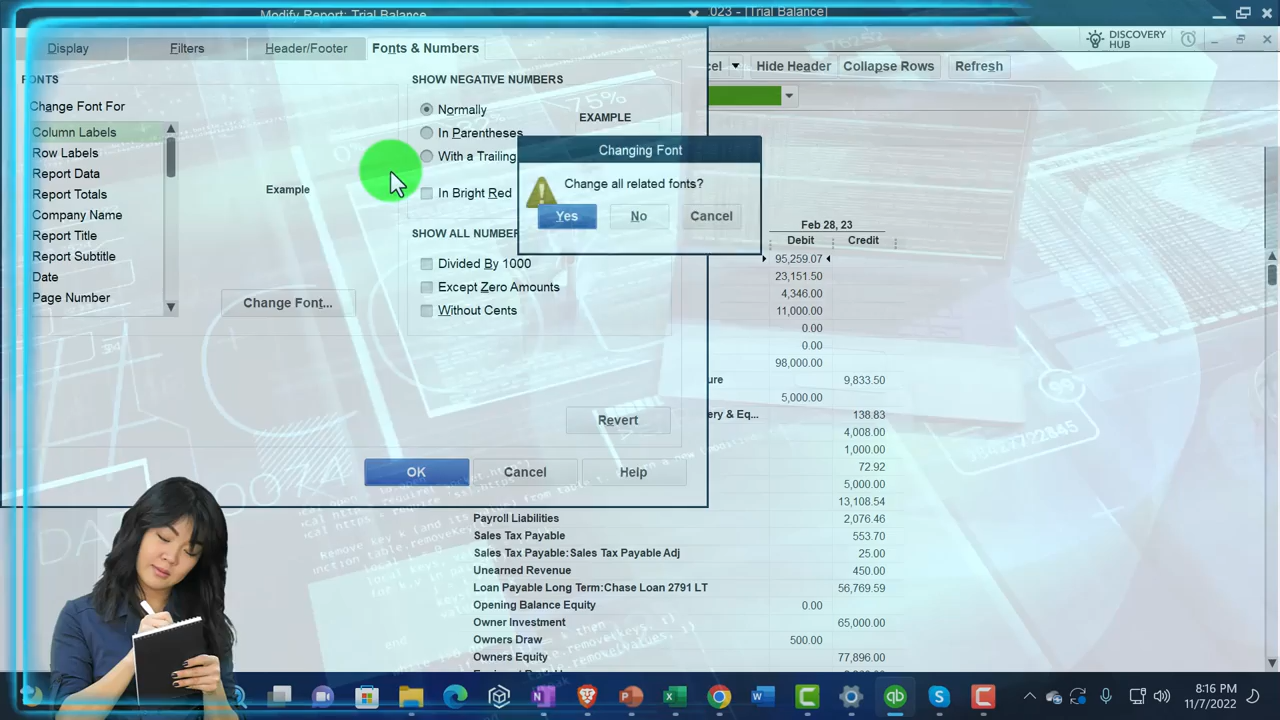 Modify Report: Trial Balance
023 - [Trial Balance]
DISCOVERY
HUB
Display
Filters
Header/Footer
Fonts & Numbers
cel
Hide Header
Collapse Rows
Refresh
FONTS
Change Font For
Column Labels
Row Labels
Report Data
Report Totals
Company Name
Report Title
Report Subtitle
Date
Page Number
Example
Change Font...
SHOW NEGATIVE NUMBERS
Normally
In Parentheses
With a Trailing
In Bright Red
EXAMPLE
SHOW ALL NUMBER
Divided By 1000
Except Zero Amounts
Without Cents
Revert
OK
Cancel
Help
Changing Font
Change all related fonts?
Yes
No
Cancel
Feb 28, 23
Debit
Credit
95,259.07
23,151.50
4,346.00
11,000.00
0.00
0.00
98,000.00
ure 9,833.50
5,000.00
ery & Eq... 138.83
4,008.00
1,000.00
72.92
5,000.00
13,108.54
Payroll Liabilities 2,076.46
Sales Tax Payable 553.70
Sales Tax Payable:Sales Tax Payable Adj 25.00
Unearned Revenue 450.00
Loan Payable Long Term:Chase Loan 2791 LT 56,769.59
Opening Balance Equity 0.00
Owner Investment 65,000.00
Owners Draw 500.00
Owners Equity 77,896.00
75%
8:16 PM
11/7/2022